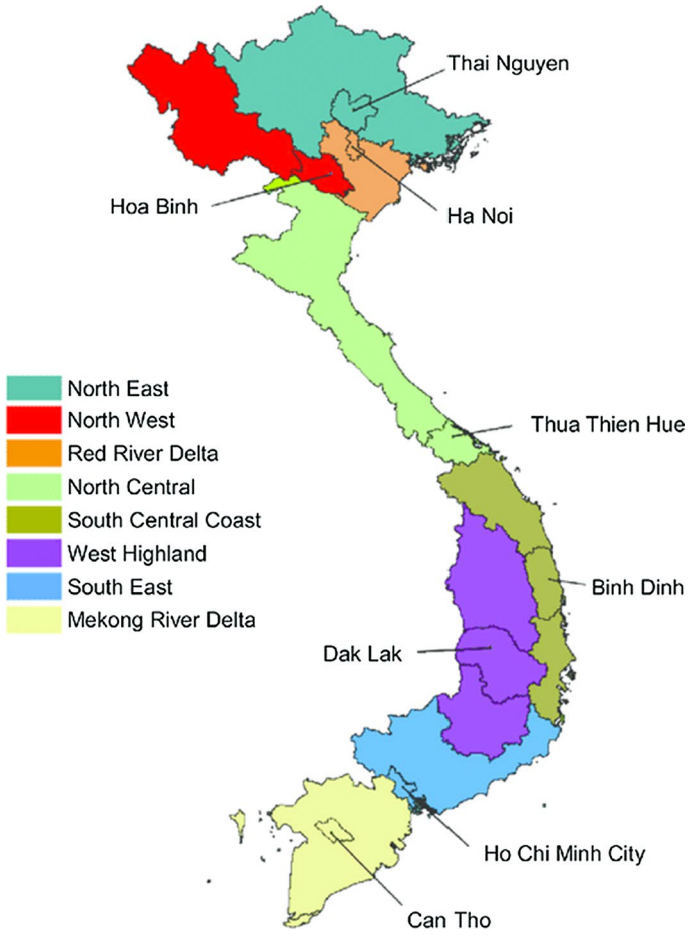 Thai Nguyen
Hoa Binh
Ha Noi
North East
North West
Red River Delta
North Central
South Central Coast
West Highland
South East
Mekong River Delta
Thua Thien Hue
Binh Dinh
Dak Lak
Ho Chi Minh City
Can Tho